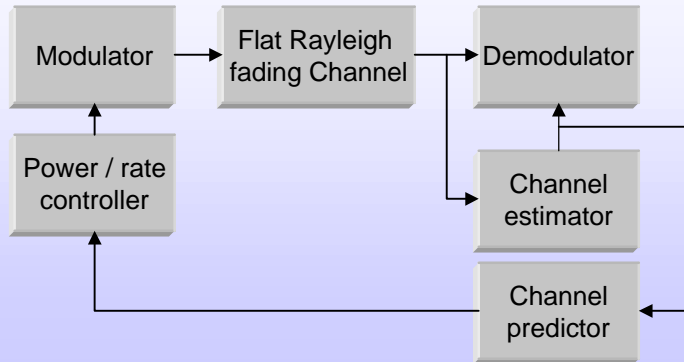 Modulator
Flat Rayleigh
fading Channel
Demodulator
Power / rate
controller
Channel
estimator
Channel
predictor